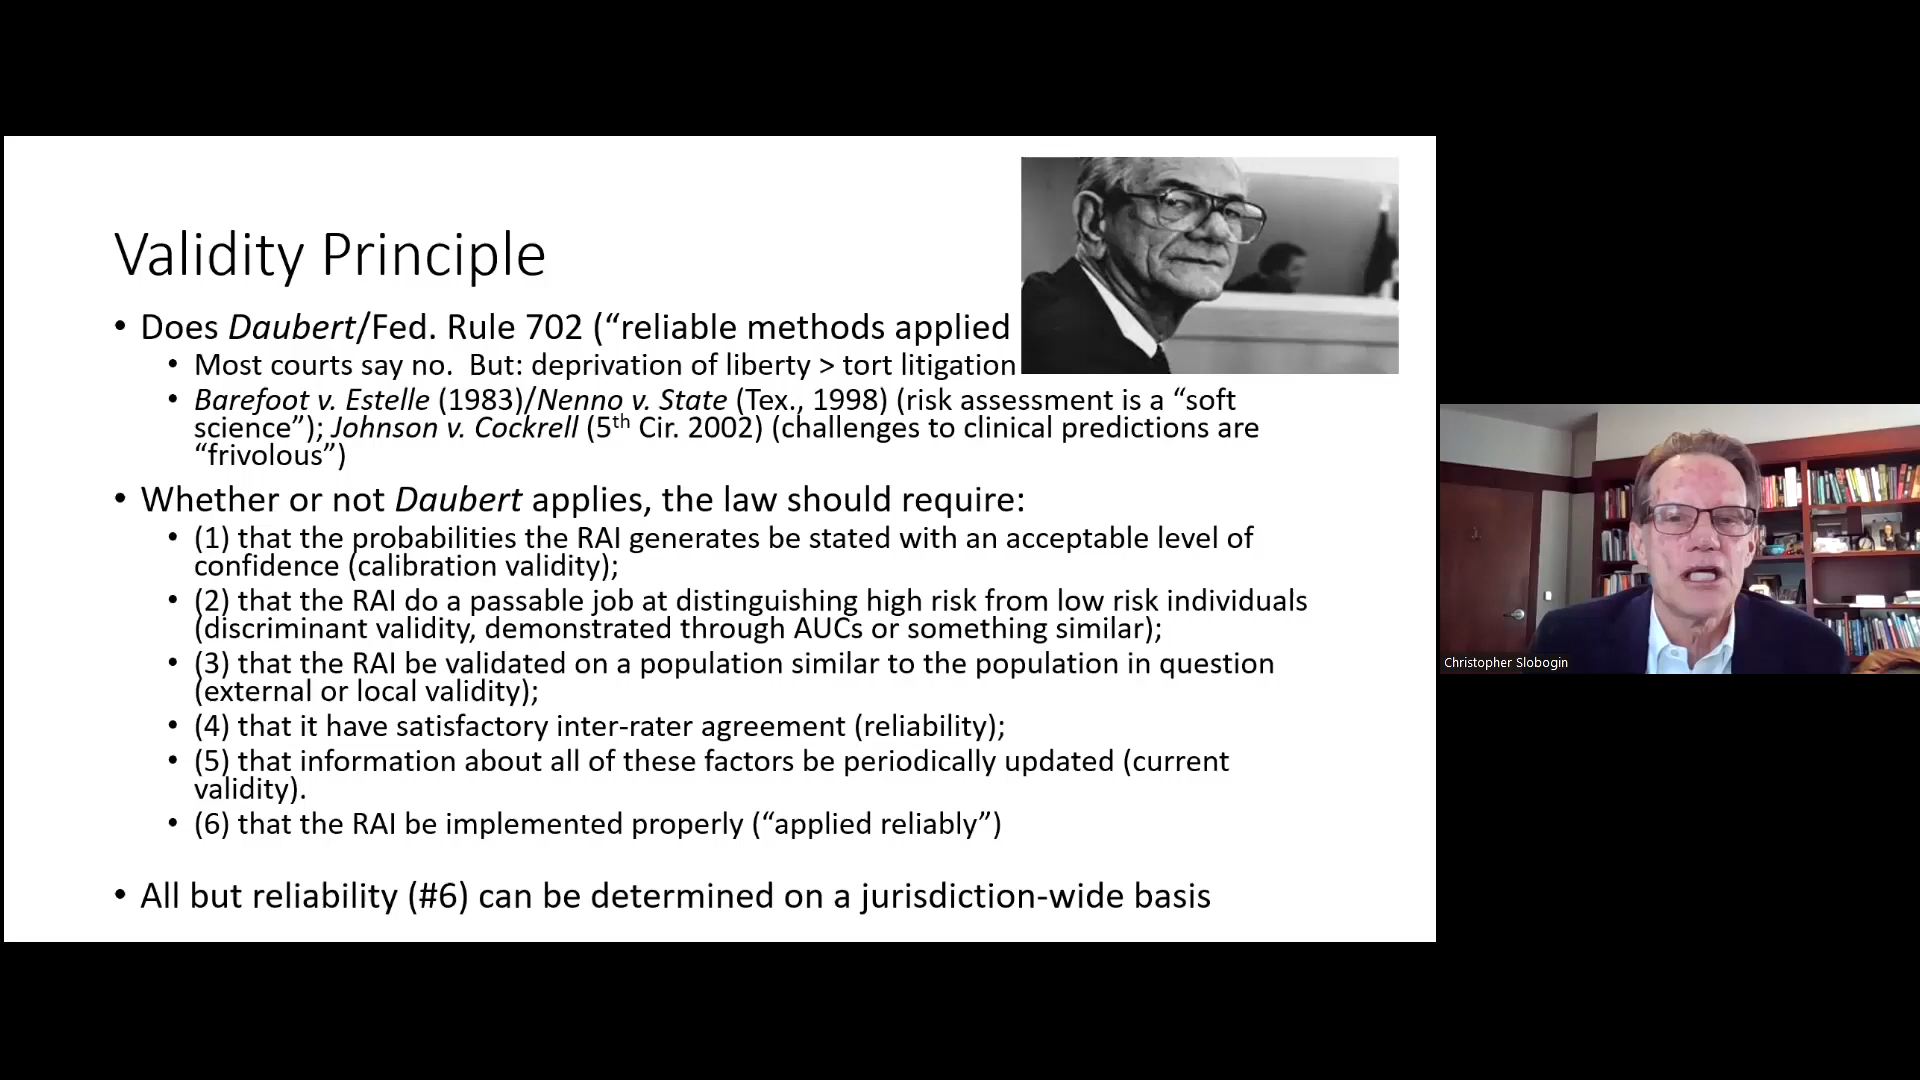 Validity Principle
• Does Daubert/Fed. Rule 702 (“reliable methods applied
• Most courts say no.  But: deprivation of liberty > tort litigation
• Barefoot v. Estelle (1983)/Nenno v. State (Tex., 1998) (risk assessment is a “soft
science”); Johnson v. Cockrell (5th Cir. 2002) (challenges to clinical predictions are
“frivolous”)
• Whether or not Daubert applies, the law should require:
• (1) that the probabilities the RAI generates be stated with an acceptable level of
confidence (calibration validity);
• (2) that the RAI do a passable job at distinguishing high risk from low risk individuals
(discriminant validity, demonstrated through AUCs or something similar);
• (3) that the RAI be validated on a population similar to the population in question
(external or local validity);
• (4) that it have satisfactory inter-rater agreement (reliability);
• (5) that information about all of these factors be periodically updated (current
validity).
• (6) that the RAI be implemented properly (“applied reliably”)
• All but reliability (#6) can be determined on a jurisdiction-wide basis
Christopher Slobogin